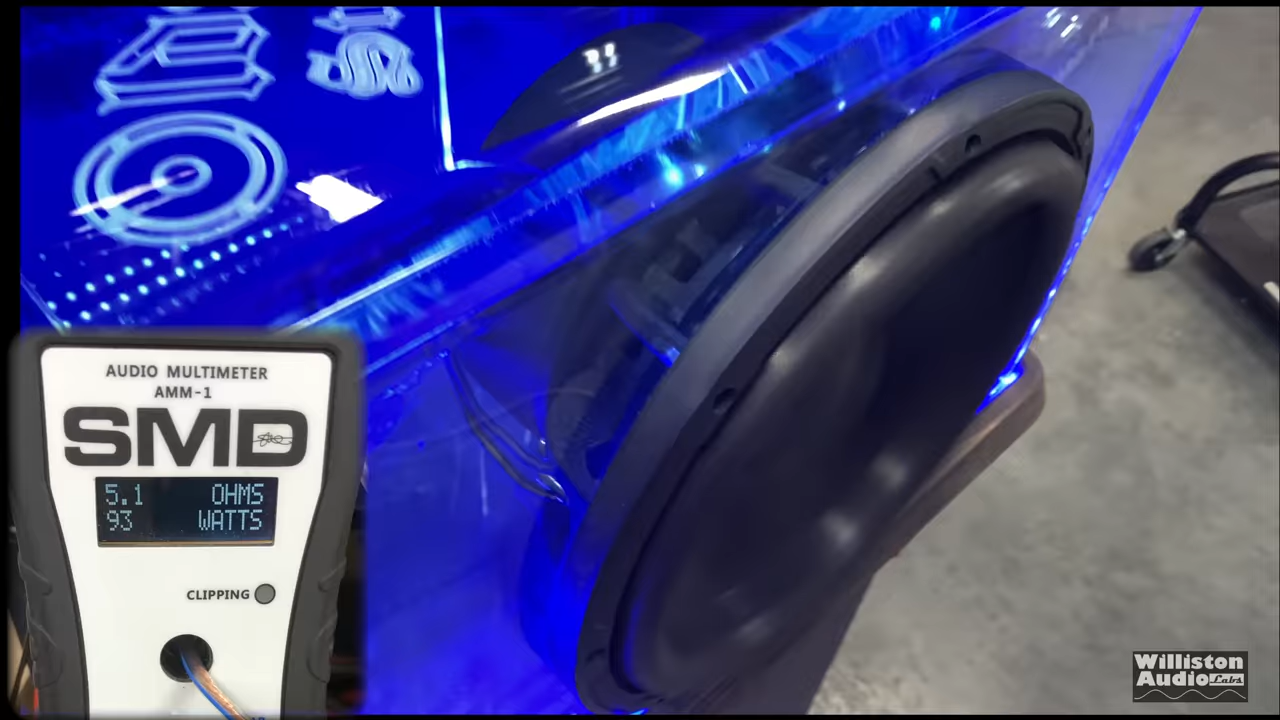 AUDIO MULTIMETER
AMM-1
SMD
5.1 OHMS
93 WATTS
CLIPPING
Williston
Audio Labs